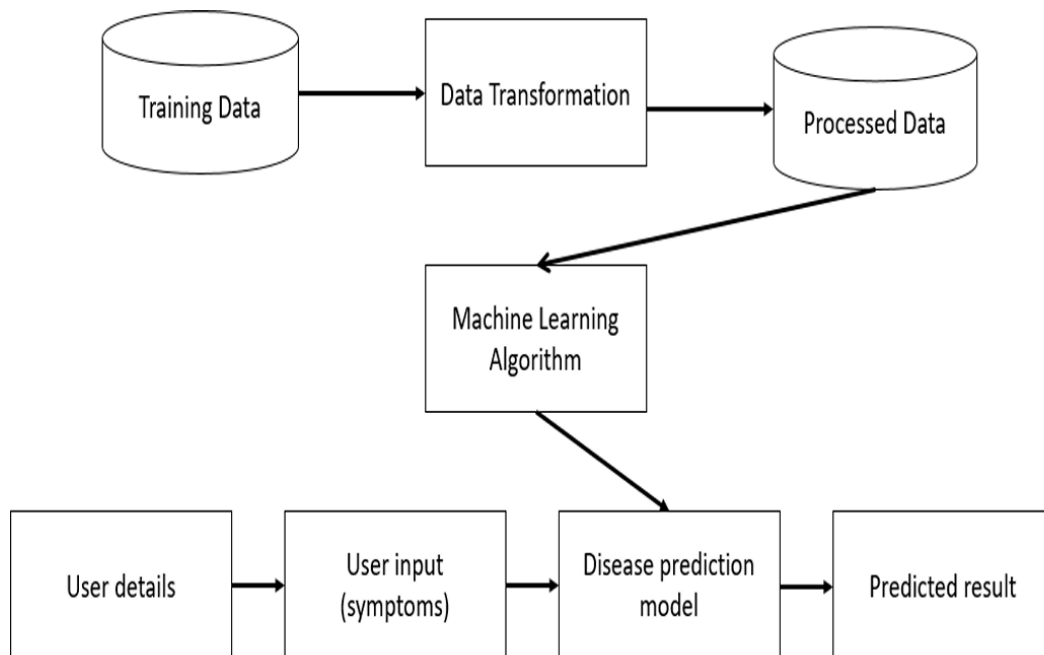 Training Data
Data Transformation
Processed Data
Machine Learning
Algorithm
User details
User input
(symptoms)
Disease prediction
model
Predicted result